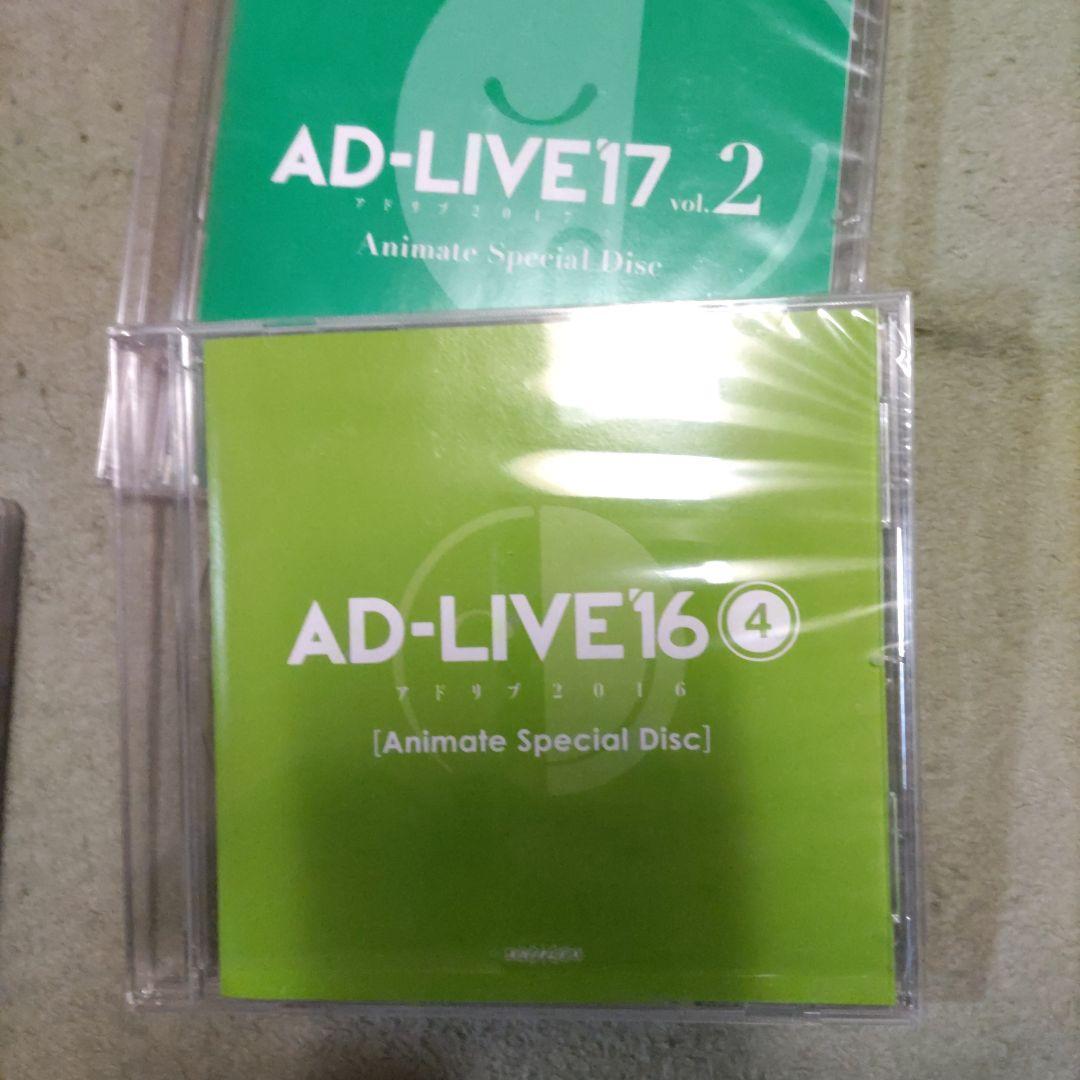 AD-LIVE'17 vol.2
アドリブ2017
Animate Special Disc
AD-LIVE'16 4
アドリブ2016
[Animate Special Disc]
ANIPLEX